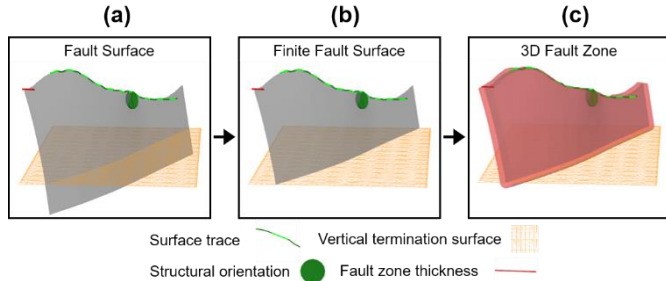 (a) (b) (c)
Fault Surface Finite Fault Surface 3D Fault Zone
Surface trace Vertical termination surface
Structural orientation Fault zone thickness